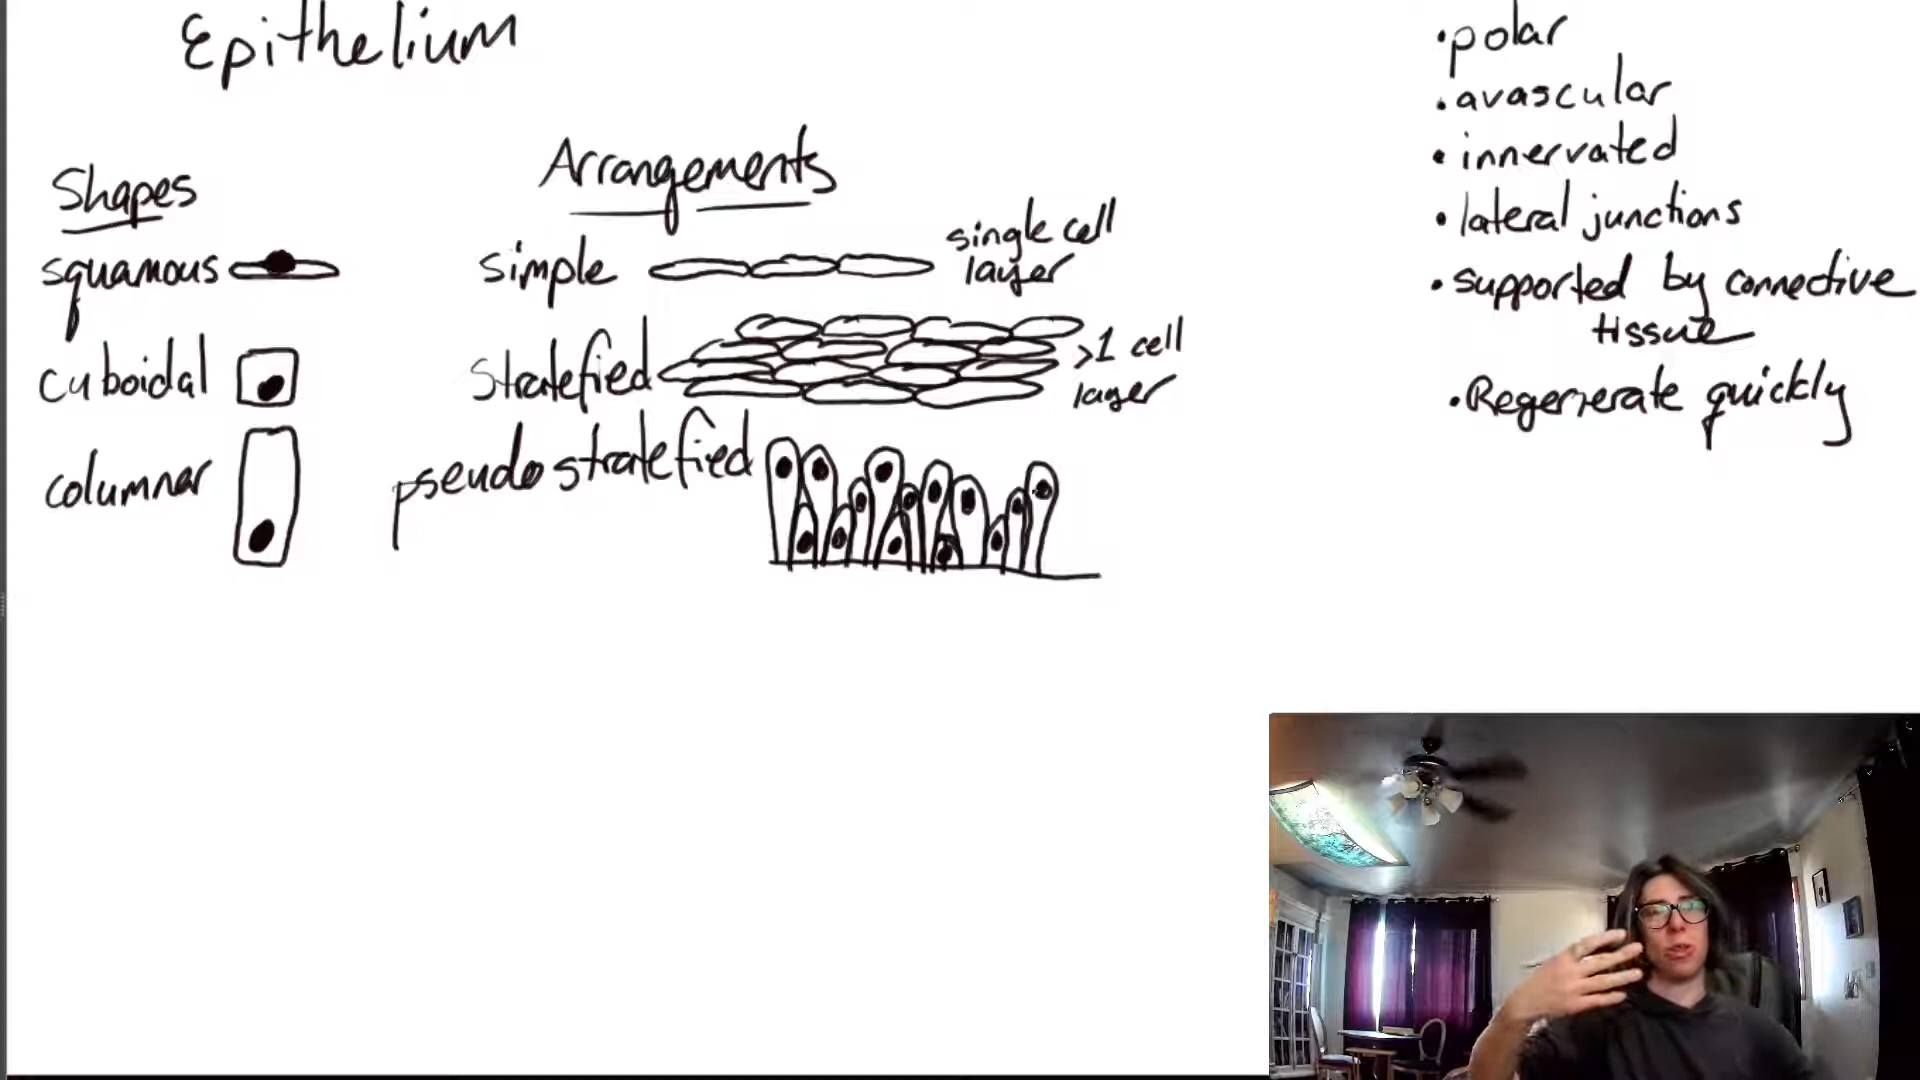 Epithelium
Shapes
squamous
cuboidal
columnar
Arrangements
simple
single cell
layer
Stratefied
>1 cell
layer
pseudostratefied
•polar
•avascular
•innervated
•lateral junctions
•supported by connective
tissue
•Regenerate quickly